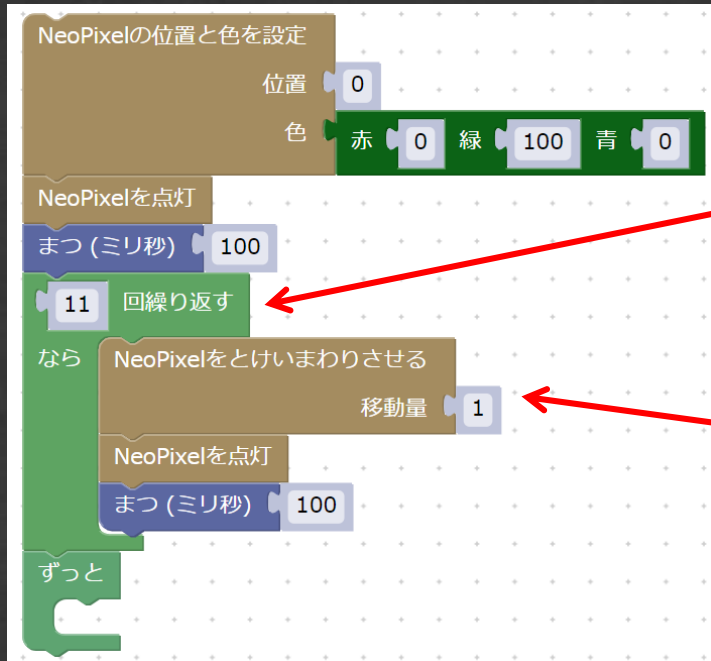 NeoPixelの位置と色を設定
位置 0
色 赤 0 緑 100 青 0
NeoPixelを点灯
まつ (ミリ秒) 100
11 回繰り返す
なら NeoPixelをとけいまわりさせる
移動量 1
NeoPixelを点灯
まつ (ミリ秒) 100
ずっと